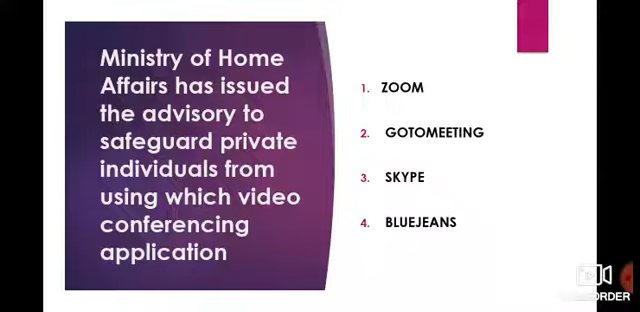 Ministry of Home
Affairs has issued
the advisory to
safeguard private
individuals from
using which video
conferencing
application
1. ZOOM
2. GOTOMEETING
3. SKYPE
4. BLUEJEANS